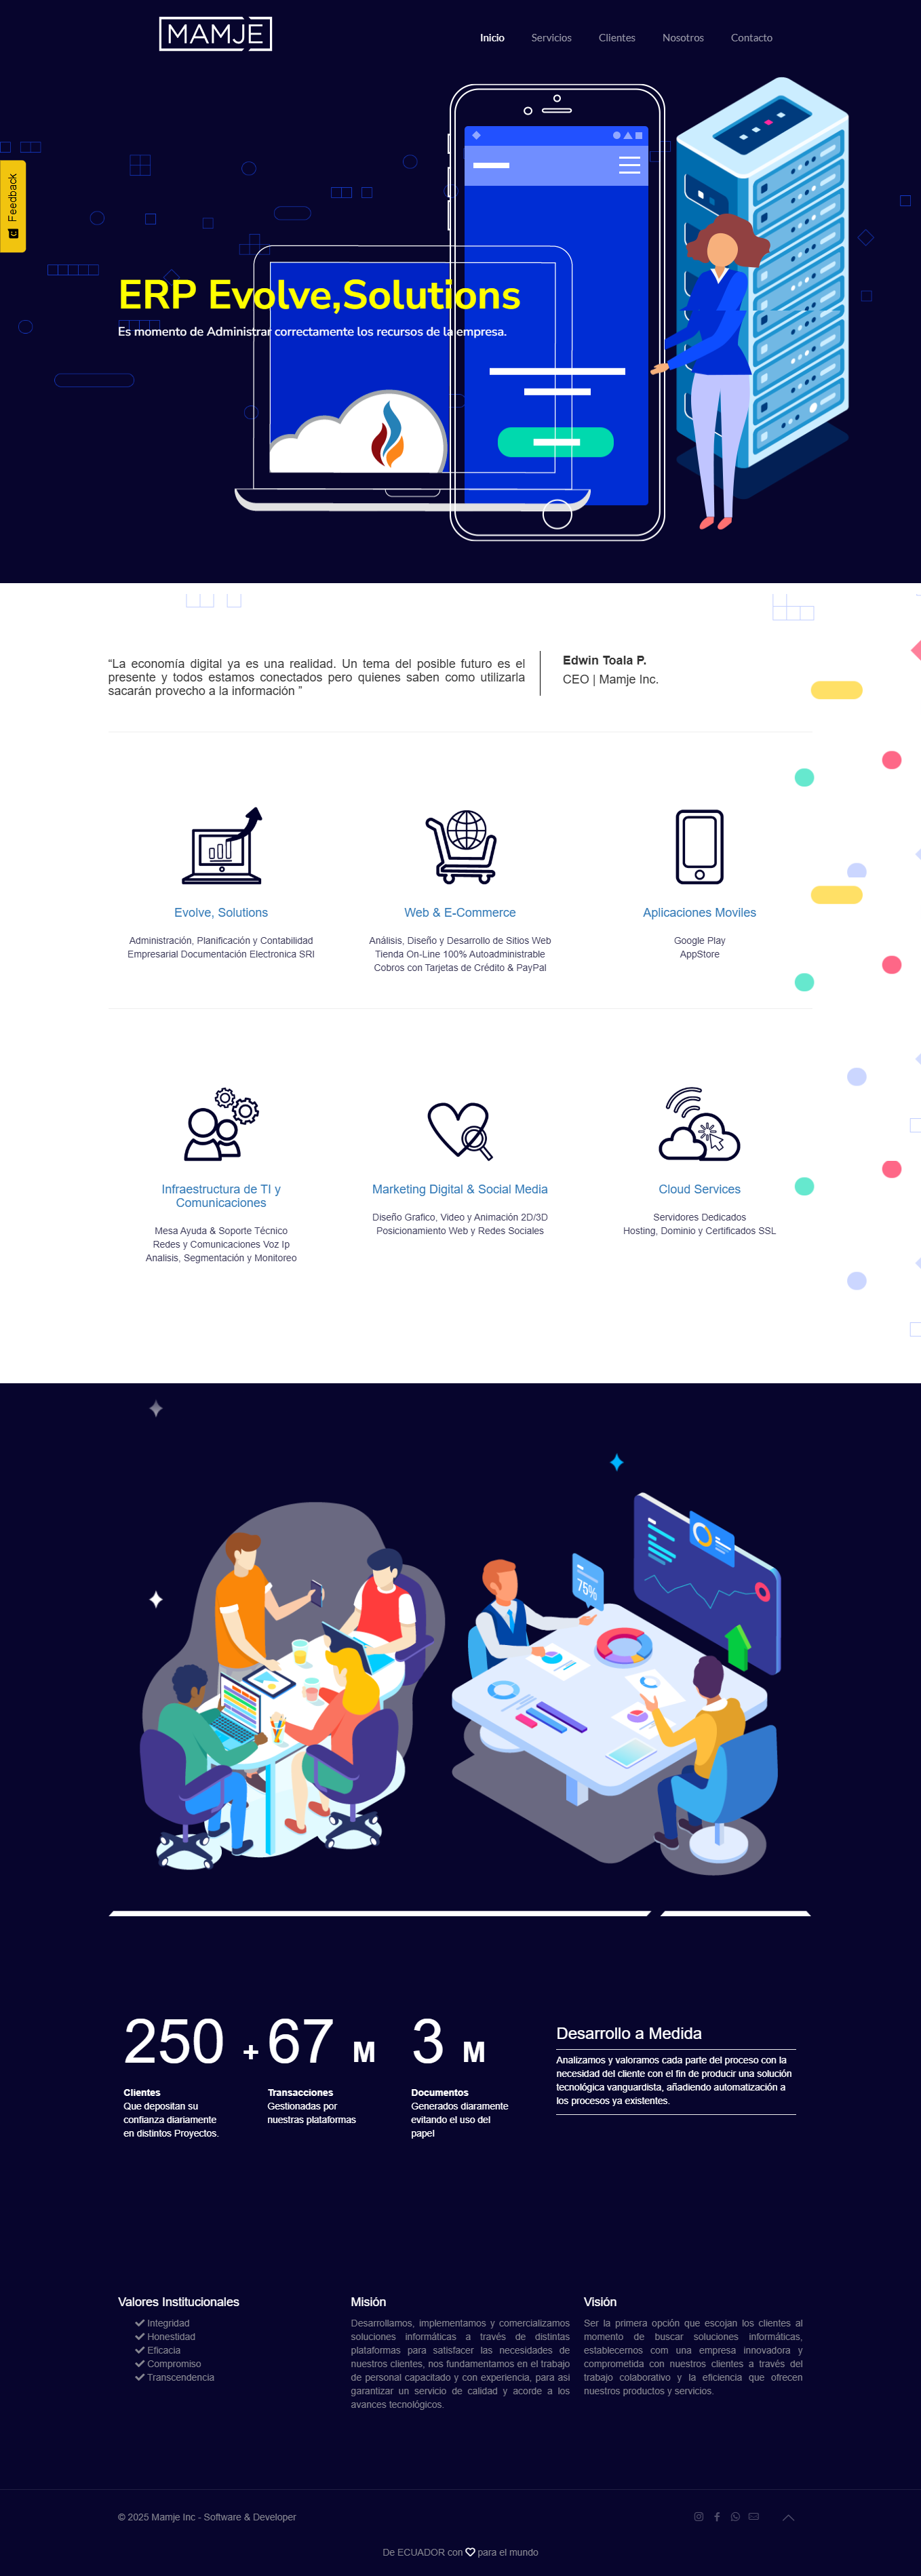 MAMJE
Inicio
Servicios
Clientes
Nosotros
Contacto
Feedback
ERP Evolve,Solutions
Es momento de Administrar correctamente los recursos de la empresa.
“La economía digital ya es una realidad. Un tema del posible futuro es el
presente y todos estamos conectados pero quienes saben como utilizarla
sacarán provecho a la información ”
Edwin Toala P.
CEO | Mamje Inc.
Evolve, Solutions
Administración, Planificación y Contabilidad
Empresarial Documentación Electronica SRI
Web & E-Commerce
Análisis, Diseño y Desarrollo de Sitios Web
Tienda On-Line 100% Autoadministrable
Cobros con Tarjetas de Crédito & PayPal
Aplicaciones Moviles
Google Play
AppStore
Infraestructura de TI y
Comunicaciones
Mesa Ayuda & Soporte Técnico
Redes y Comunicaciones Voz Ip
Analisis, Segmentación y Monitoreo
Marketing Digital & Social Media
Diseño Grafico, Video y Animación 2D/3D
Posicionamiento Web y Redes Sociales
Cloud Services
Servidores Dedicados
Hosting, Dominio y Certificados SSL
75%
250 +
Clientes
Que depositan su
confianza diariamente
en distintos Proyectos.
67 M
Transacciones
Gestionadas por
nuestras plataformas
3 M
Documentos
Generados diaramente
evitando el uso del
papel
Desarrollo a Medida
Analizamos y valoramos cada parte del proceso con la
necesidad del cliente con el fin de producir una solución
tecnológica vanguardista, añadiendo automatización a
los procesos ya existentes.
Valores Institucionales
Integridad
Honestidad
Eficacia
Compromiso
Transcendencia
Misión
Desarrollamos, implementamos y comercializamos
soluciones informáticas a través de distintas
plataformas para satisfacer las necesidades de
nuestros clientes, nos fundamentamos en el trabajo
de personal capacitado y con experiencia, para asi
garantizar un servicio de calidad y acorde a los
avances tecnológicos.
Visión
Ser la primera opción que escojan los clientes al
momento de buscar soluciones informáticas,
establecernos com una empresa innovadora y
comprometida con nuestros clientes a través del
trabajo colaborativo y la eficiencia que ofrecen
nuestros productos y servicios.
© 2025 Mamje Inc - Software & Developer
De ECUADOR con para el mundo